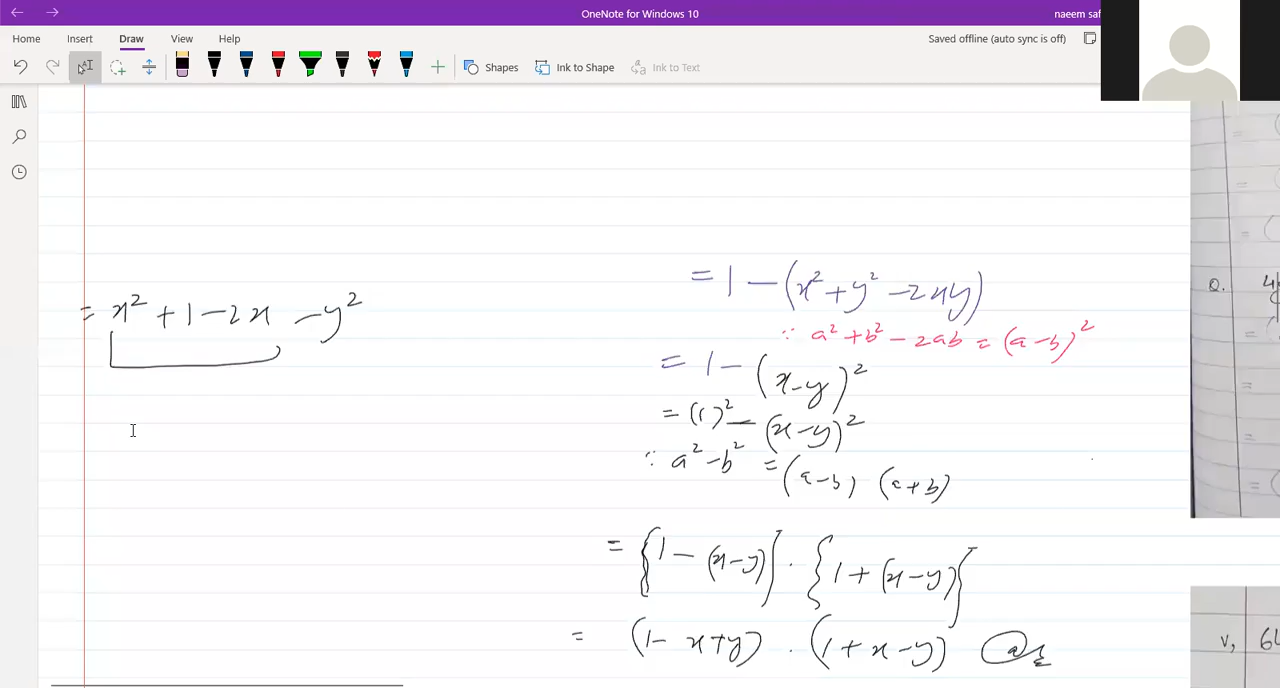 OneNote for Windows 10
naeem saf
Home Insert Draw View Help
Saved offline (auto sync is off)
Shapes Ink to Shape Ink to Text
= x² + 1 - 2x - y²
= 1 - (x² + y² - 2xy)
∵ a² + b² - 2ab = (a - b)²
= 1 - (x - y)²
= (1)² - (x - y)²
∵ a² - b² = (a - b) (a + b)
= {1 - (x - y)} · {1 + (x - y)}
= (1 - x + y) · (1 + x - y)
Q.
v, 64